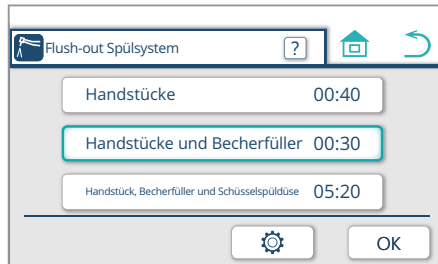 Flush-out Spülsystem ?
Handstücke 00:40
Handstücke und Becherfüller 00:30
Handstück, Becherfüller und Schüsselspüldüse 05:20
OK